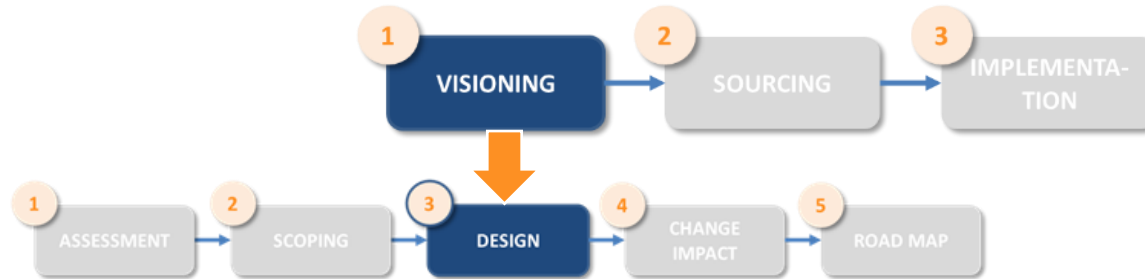 1
VISIONING
2
SOURCING
3
IMPLEMENTA-
TION
1
ASSESSMENT
2
SCOPING
3
DESIGN
4
CHANGE
IMPACT
5
ROAD MAP